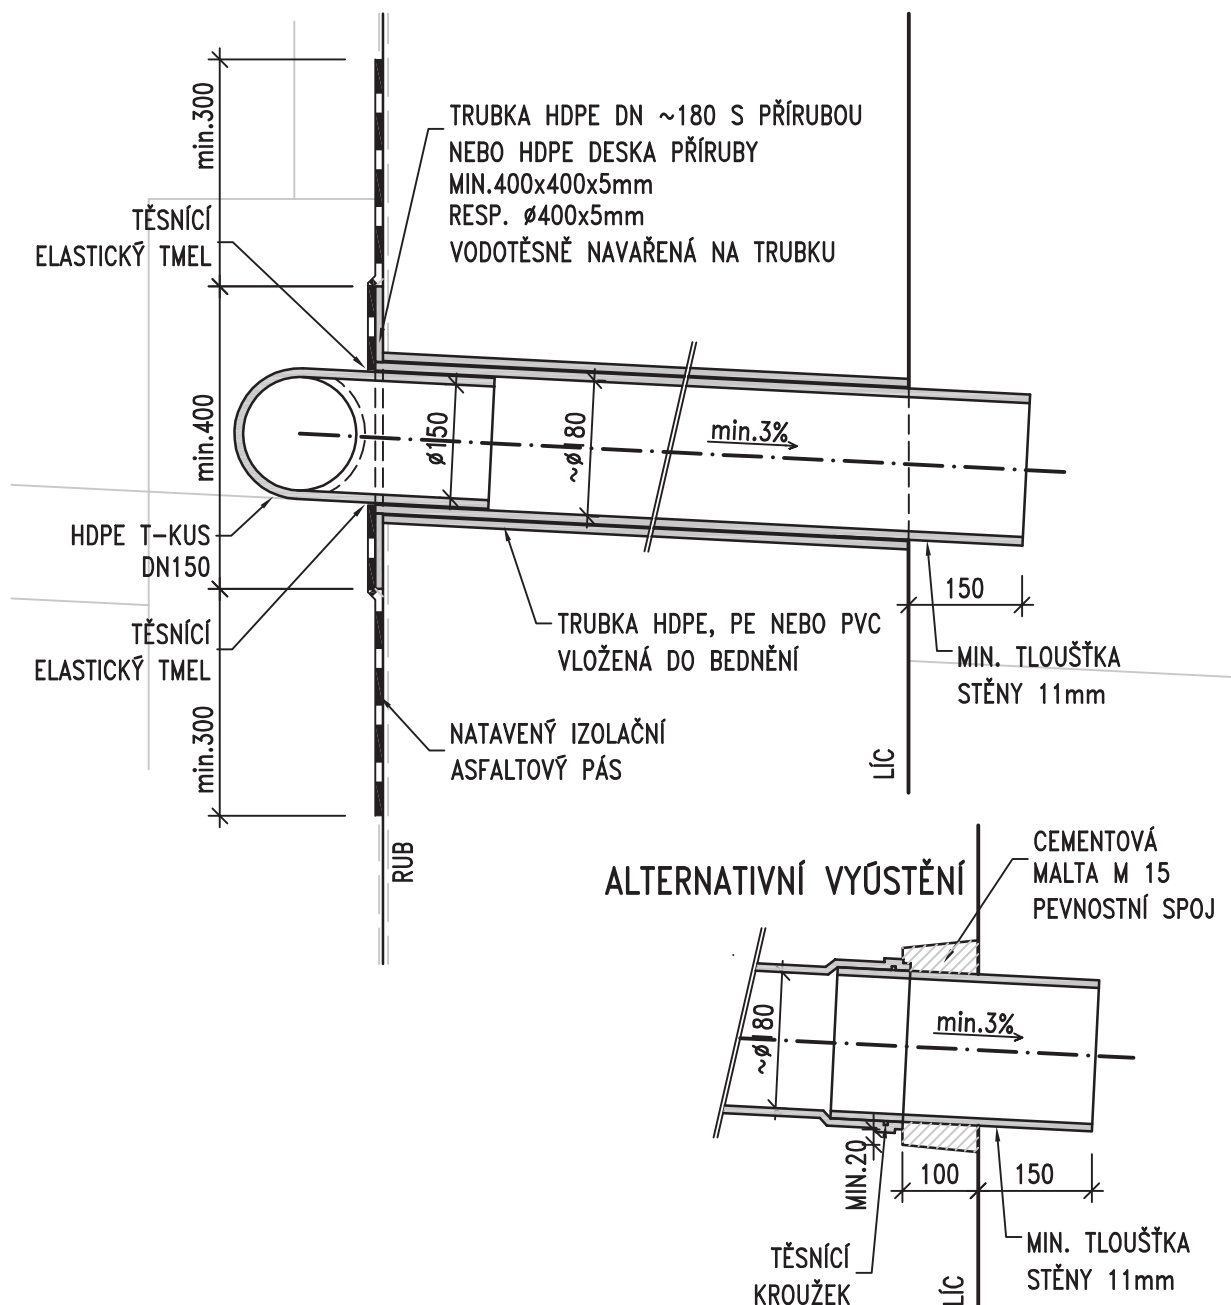 min.300
TRUBKA HDPE DN ~180 S PŘÍRUBOU
NEBO HDPE DESKA PŘÍRUBY
MIN.400x400x5mm
RESP. ø400x5mm
VODOTĚSNĚ NAVAŘENÁ NA TRUBKU
TĚSNÍCÍ
ELASTICKÝ TMEL
min.400
ø150
~ø180
min.3%
HDPE T-KUS
DN150
150
TĚSNÍCÍ
ELASTICKÝ TMEL
TRUBKA HDPE, PE NEBO PVC
VLOŽENÁ DO BEDNĚNÍ
MIN. TLOUŠŤKA
STĚNY 11mm
min.300
NATAVENÝ IZOLAČNÍ
ASFALTOVÝ PÁS
LÍC
RUB
ALTERNATIVNÍ VYÚSTĚNÍ
CEMENTOVÁ
MALTA M 15
PEVNOSTNÍ SPOJ
~ø180
min.3%
MIN.20
100
150
TĚSNÍCÍ
KROUŽEK
LÍC
MIN. TLOUŠŤKA
STĚNY 11mm